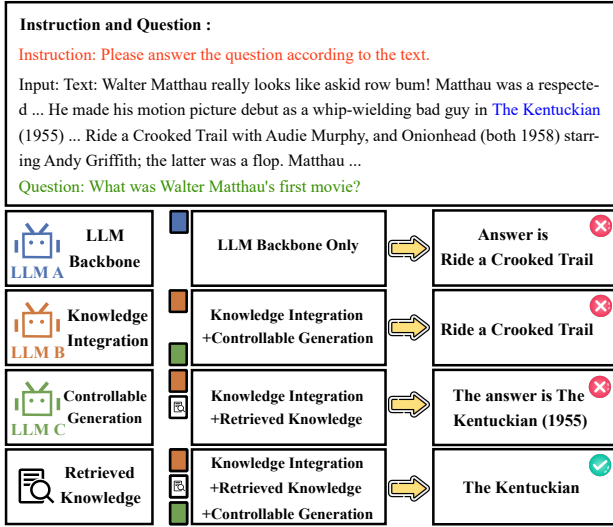 Instruction and Question :
Instruction: Please answer the question according to the text.
Input: Text: Walter Matthau really looks like askid row bum! Matthau was a respecte-
d ... He made his motion picture debut as a whip-wielding bad guy in The Kentuckian
(1955) ... Ride a Crooked Trail with Audie Murphy, and Onionhead (both 1958) starr-
ing Andy Griffith; the latter was a flop. Matthau ...
Question: What was Walter Matthau's first movie?
LLM
Backbone
LLM A
LLM Backbone Only
Answer is
Ride a Crooked Trail
Knowledge
Integration
LLM B
Knowledge Integration
+Controllable Generation
Ride a Crooked Trail
Controllable
Generation
LLM C
Knowledge Integration
+Retrieved Knowledge
The answer is The
Kentuckian (1955)
Retrieved
Knowledge
Knowledge Integration
+Retrieved Knowledge
+Controllable Generation
The Kentuckian